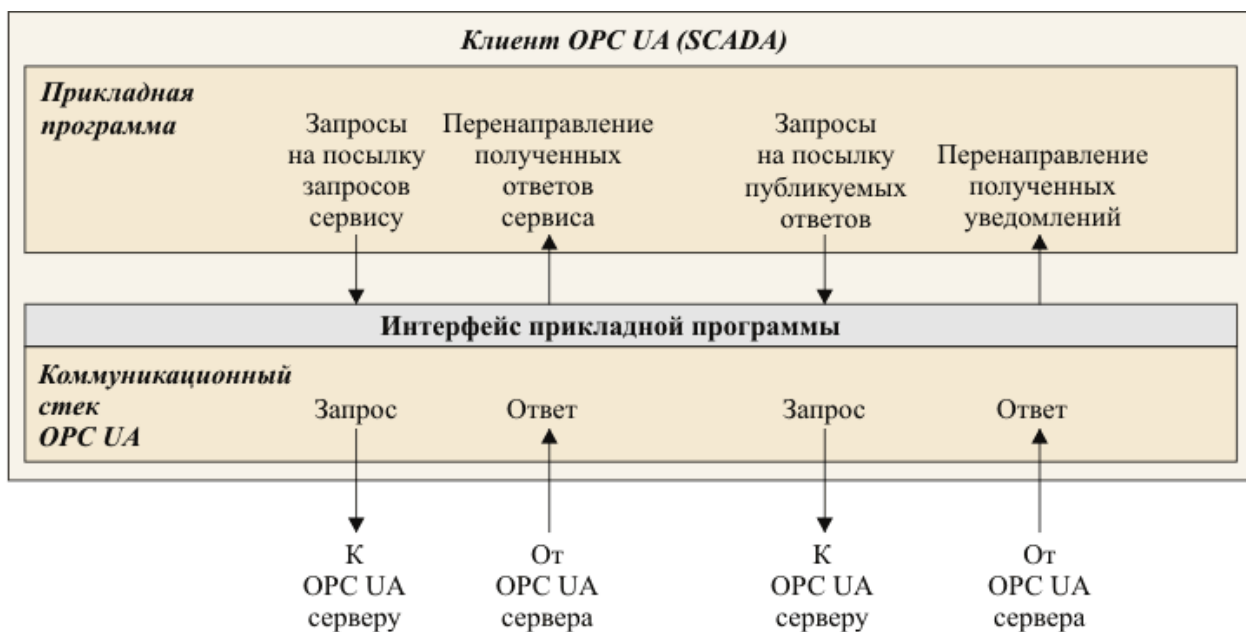 Клиент OPC UA (SCADA)
Прикладная
программа
Запросы
на посылку
запросов
сервису
Перенаправление
полученных
ответов
сервиса
Запросы
на посылку
публикуемых
ответов
Перенаправление
полученных
уведомлений
Интерфейс прикладной программы
Коммуникационный
стек
OPC UA
Запрос
Ответ
Запрос
Ответ
К
OPC UA
серверу
От
OPC UA
сервера
К
OPC UA
серверу
От
OPC UA
сервера